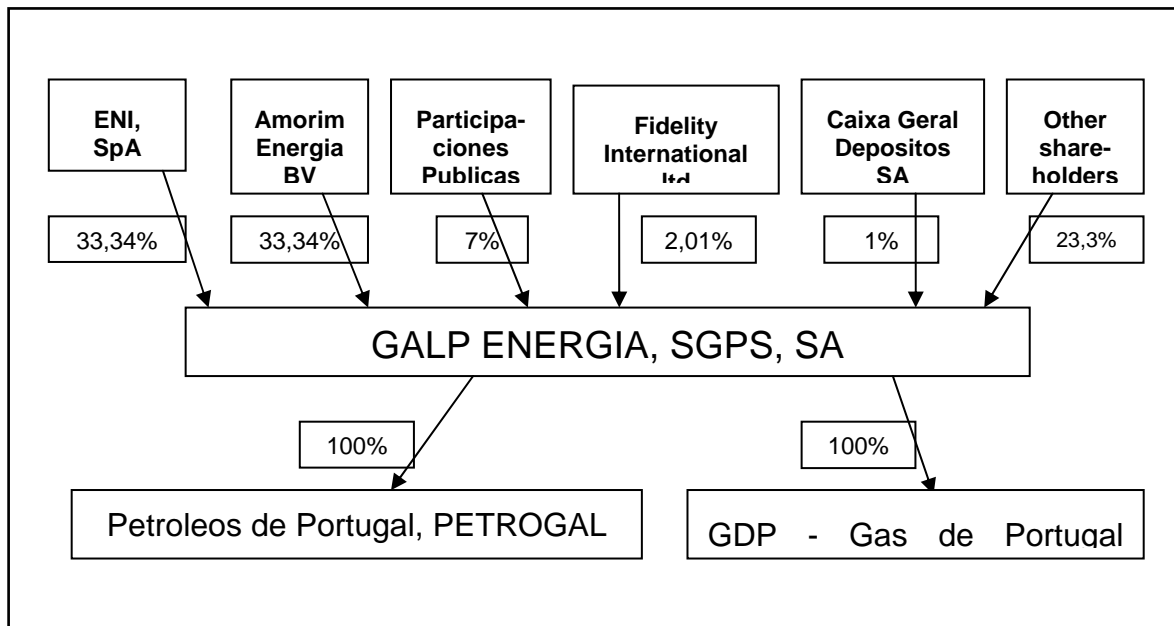 ENI,
SpA
Amorim
Energia
BV
Participa-
ciones
Publicas
Fidelity
International
ltd
Caixa Geral
Depositos
SA
Other
share-
holders
33,34%
33,34%
7%
2,01%
1%
23,3%
GALP ENERGIA, SGPS, SA
100%
100%
Petroleos de Portugal, PETROGAL
GDP - Gas de Portugal